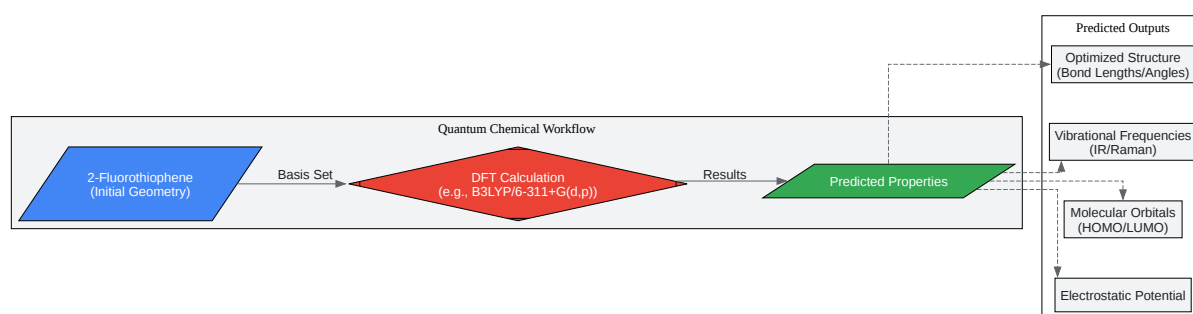 Predicted Outputs
Optimized Structure
(Bond Lengths/Angles)
Quantum Chemical Workflow
2-Fluorothiophene
(Initial Geometry)
Basis Set
DFT Calculation
(e.g., B3LYP/6-311+G(d,p))
Results
Predicted Properties
Vibrational Frequencies
(IR/Raman)
Molecular Orbitals
(HOMO/LUMO)
Electrostatic Potential